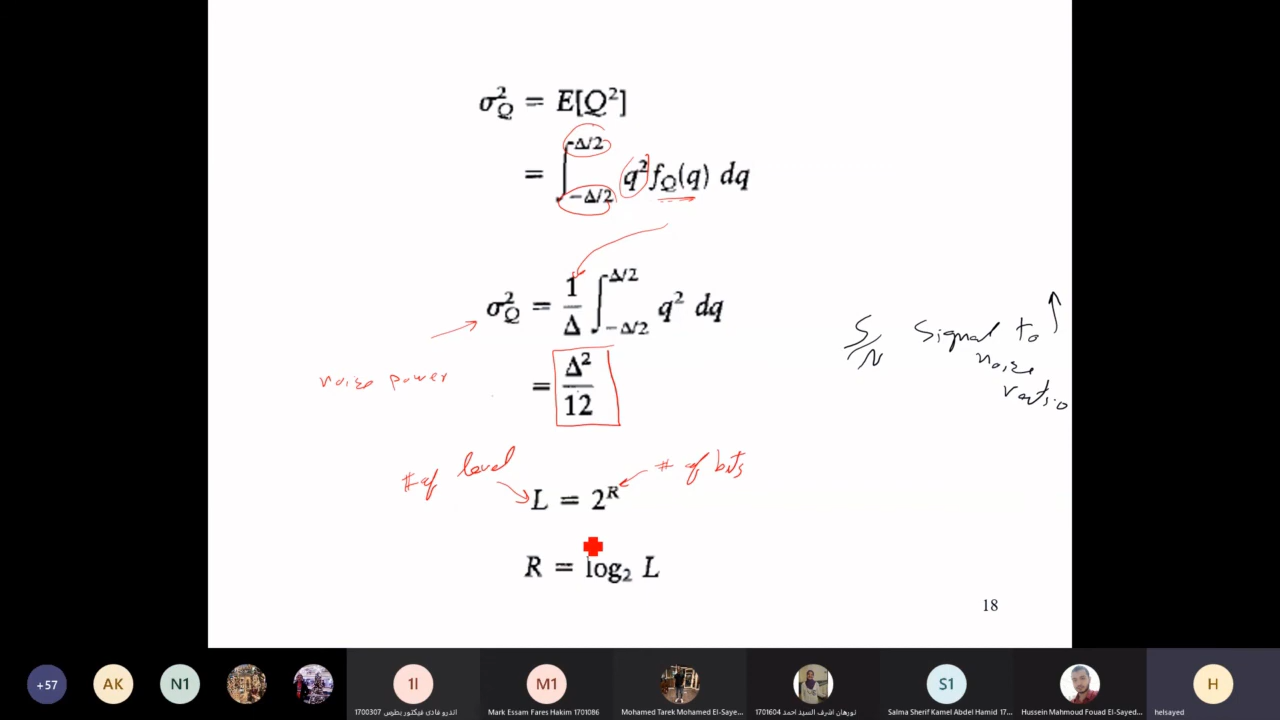 σ²_Q = E[Q²]
= ∫_{-Δ/2}^{-Δ/2} q² f_Q(q) dq
σ²_Q = 1/Δ ∫_{-Δ/2}^{-Δ/2} q² dq
= Δ²/12
noise power
S/N Signal to
noise
# of level
# of bits
L = 2^R
R = log₂ L
18
+57
AK
N1
1ا
M1
S1
H
اندرو فادى فيكتور بطرس 1700307
Mark Essam Fares Hakim 1701086
Mohamed Tarek Mohamed El-Saye...
نورهان اشرف السيد احمد 1701604
Salma Sherif Kamel Abdel Hamid 17...
Hussein Mahmoud Fouad El-Sayed...
helsayed